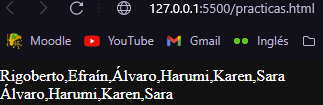 127.0.0.1:5500/practicas.html
Moodle YouTube Gmail Inglés
Rigoberto,Efraín,Álvaro,Harumi,Karen,Sara
Álvaro,Harumi,Karen,Sara